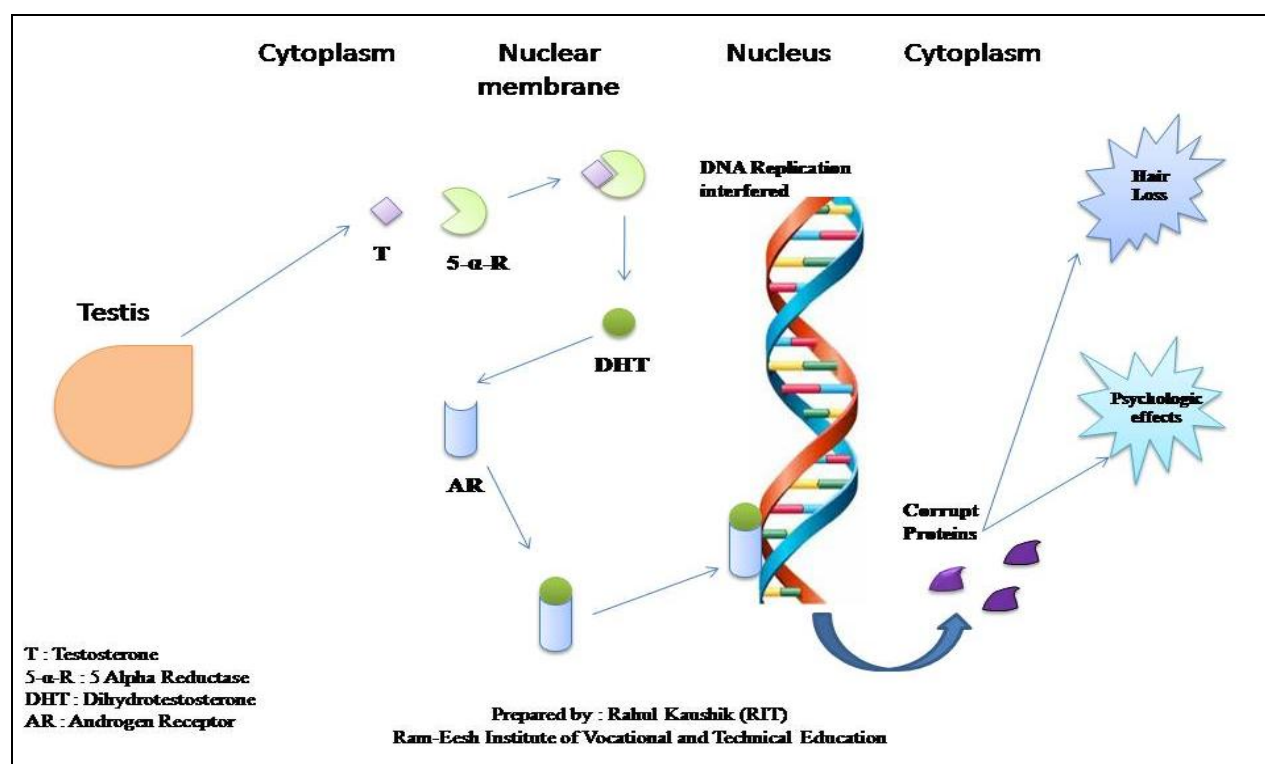 Cytoplasm
Nuclear
membrane
Nucleus
Cytoplasm
DNA Replication
interfered
Hair
Loss
T
5-α-R
Testis
DHT
Psychologic
effects
AR
Corrupt
Proteins
T : Testosterone
5-α-R : 5 Alpha Reductase
DHT : Dihydrotestosterone
AR : Androgen Receptor
Prepared by : Rahul Kaushik (RIT)
Ram-Eesh Institute of Vocational and Technical Education